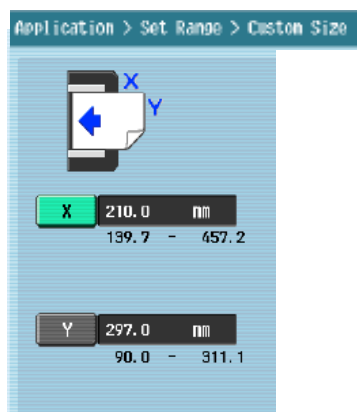 Application > Set Range > Custom Size
X
Y
X 210.0 mm
139.7 - 457.2
Y 297.0 mm
90.0 - 311.1